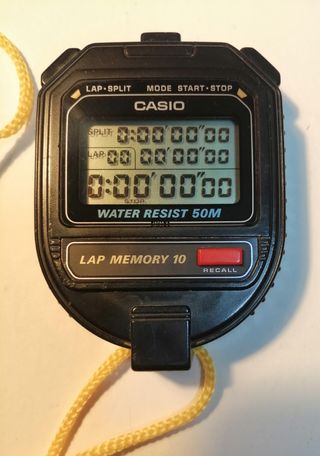 LAP•SPLIT MODE START•STOP
CASIO
SPLIT 0:00'00"00
LAP 00 00'00"00
0:00'00"00
STOP
WATER RESIST 50M
LAP MEMORY 10
RECALL